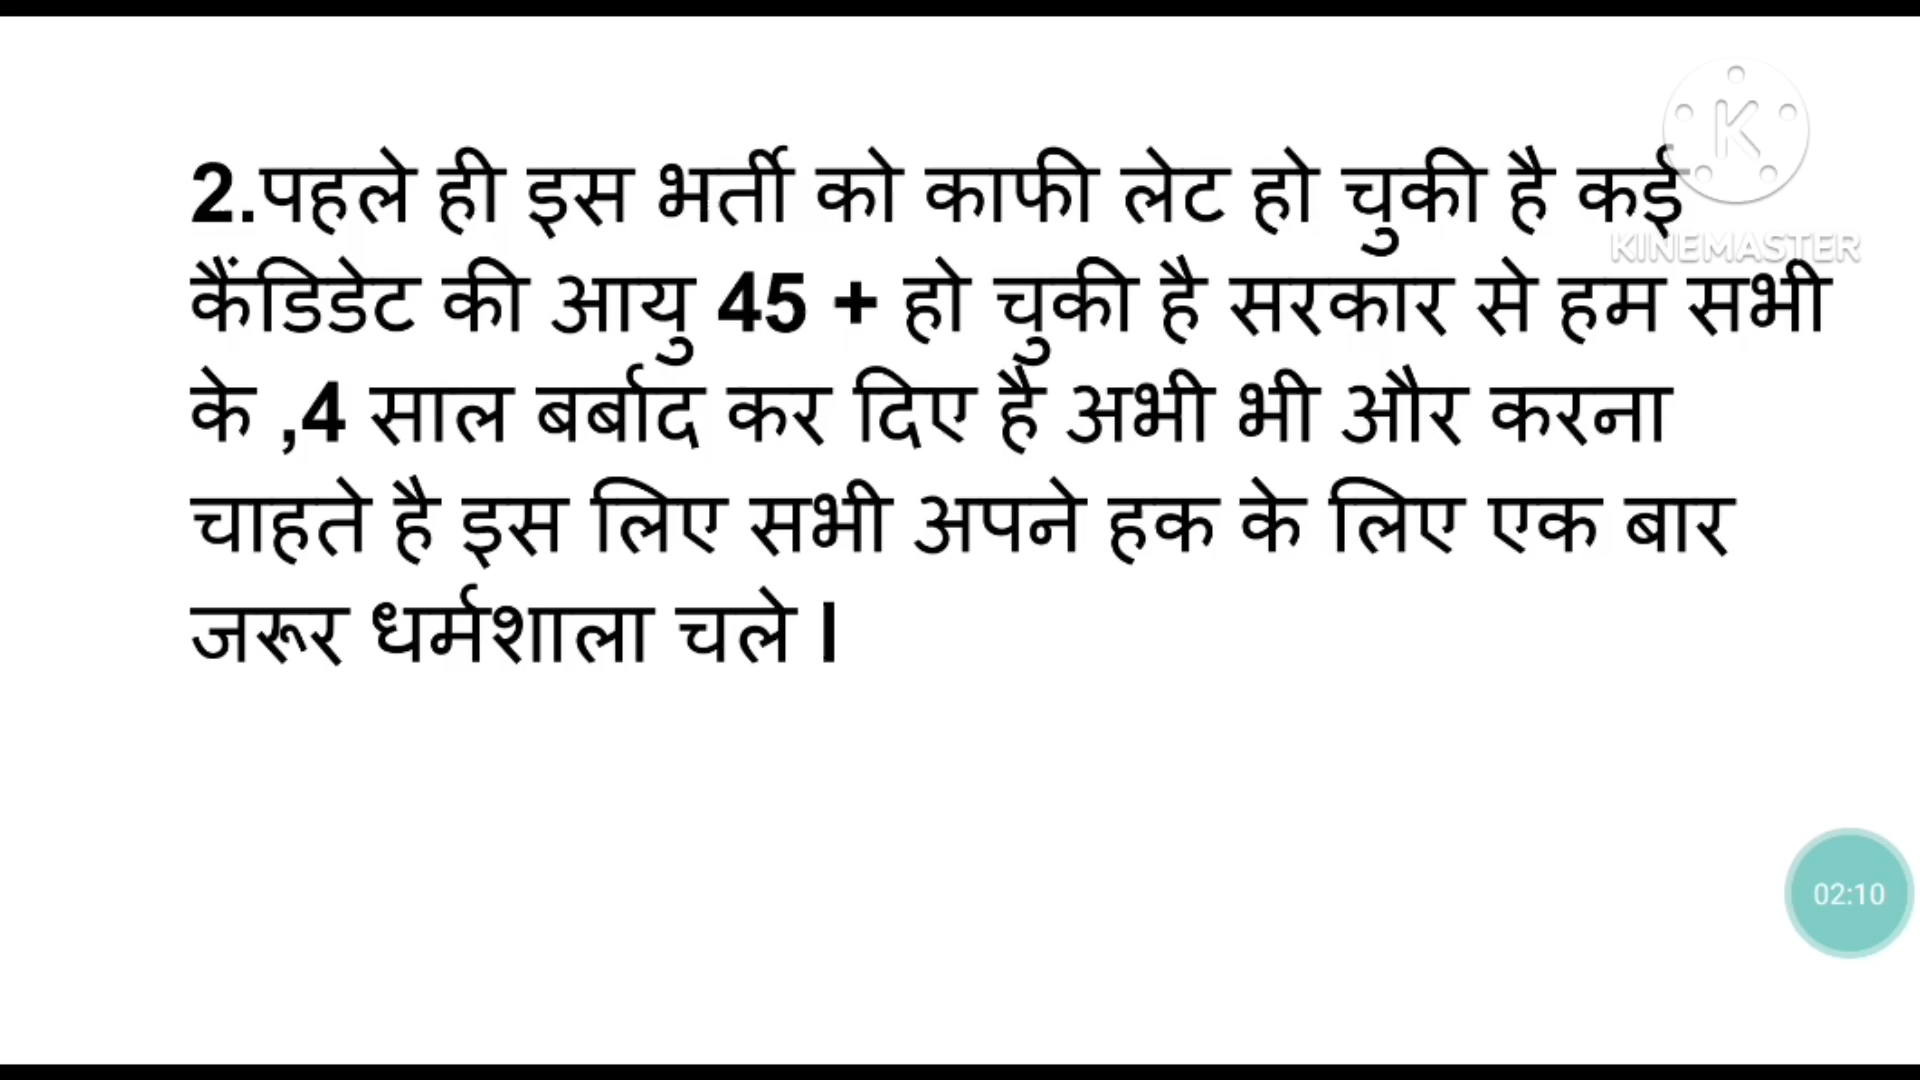 2.पहले ही इस भर्ती को काफी लेट हो चुकी है कई
कैंडिडेट की आयु 45 + हो चुकी है सरकार से हम सभी
के ,4 साल बर्बाद कर दिए है अभी भी और करना
चाहते है इस लिए सभी अपने हक के लिए एक बार
जरूर धर्मशाला चले l
K
KINEMASTER
02:10